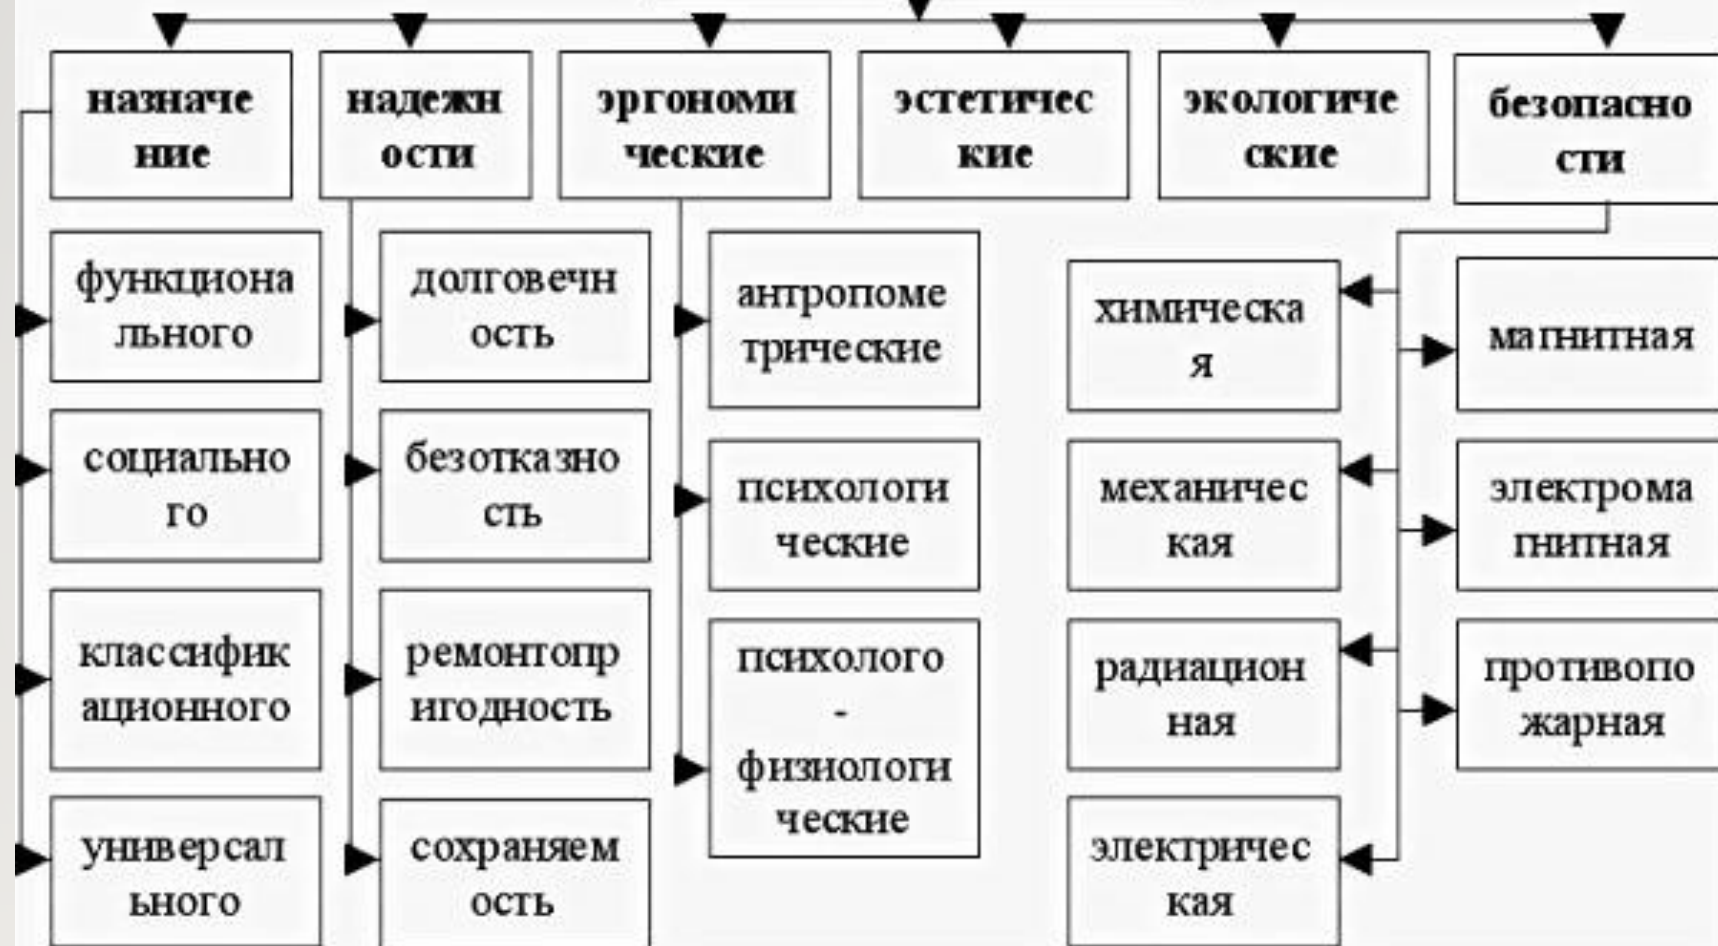 назначе
ние
надежн
ости
эргономи
ческие
эстетичес
кие
экологиче
ские
безопасно
сти
функциона
льного
долговечн
ость
антропоме
трические
химическа
я
магнитная
социально
го
безотказно
сть
психологи
ческие
механичес
кая
электрома
гнитная
классифик
ационного
ремонтопр
игодность
психолого
-
физиологи
ческие
радиацион
ная
противопо
жарная
универсал
ьного
сохраняем
ость
электричес
кая